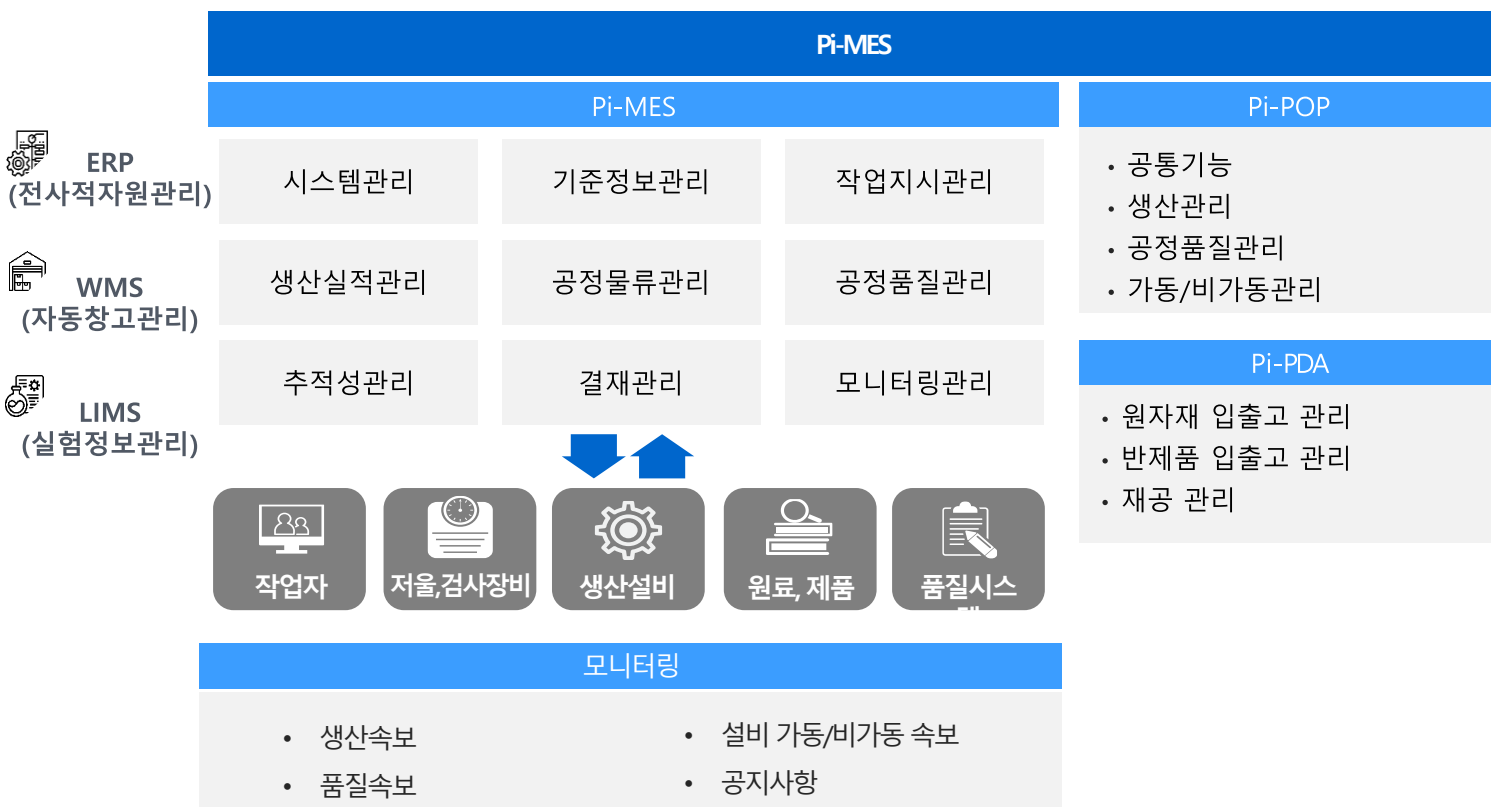 Pi-MES
Pi-MES
Pi-POP
ERP
(전사적자원관리)
WMS
(자동창고관리)
LIMS
(실험정보관리)
시스템관리
기준정보관리
작업지시관리
생산실적관리
공정물류관리
공정품질관리
추적성관리
결재관리
모니터링관리
• 공통기능
• 생산관리
• 공정품질관리
• 가동/비가동관리
Pi-PDA
• 원자재 입출고 관리
• 반제품 입출고 관리
• 재공 관리
작업자
저울,검사장비
생산설비
원료, 제품
품질시스
모니터링
• 생산속보
• 품질속보
• 설비 가동/비가동 속보
• 공지사항